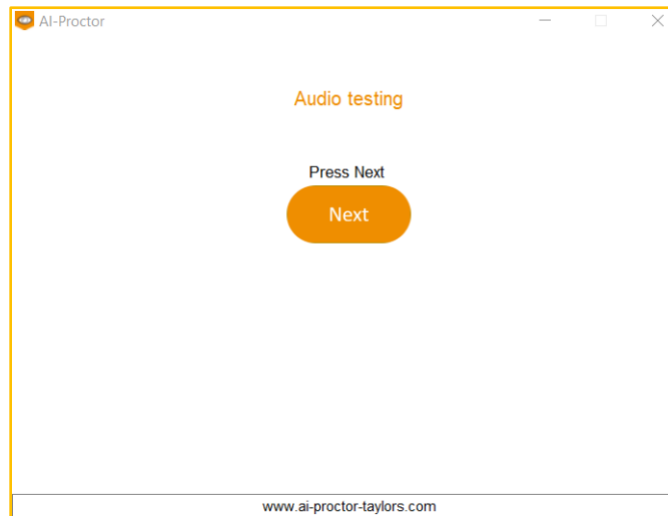 AI-Proctor
Audio testing
Press Next
Next
www.ai-proctor-taylors.com